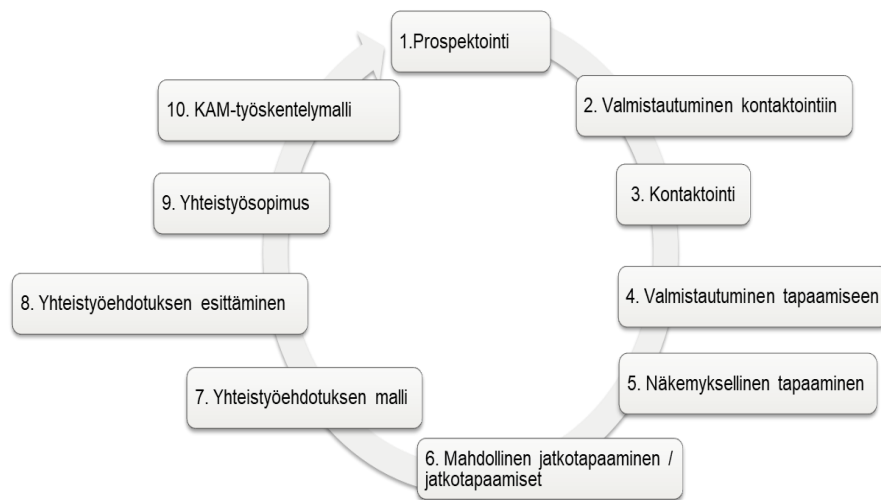 1.Prospektointi
2. Valmistautuminen kontaktointiin
3. Kontaktointi
4. Valmistautuminen tapaamiseen
5. Näkemyksellinen tapaaminen
6. Mahdollinen jatkotapaaminen /
jatkotapaamiset
7. Yhteistyöehdotuksen malli
8. Yhteistyöehdotuksen esittäminen
9. Yhteistyösopimus
10. KAM-työskentelymalli